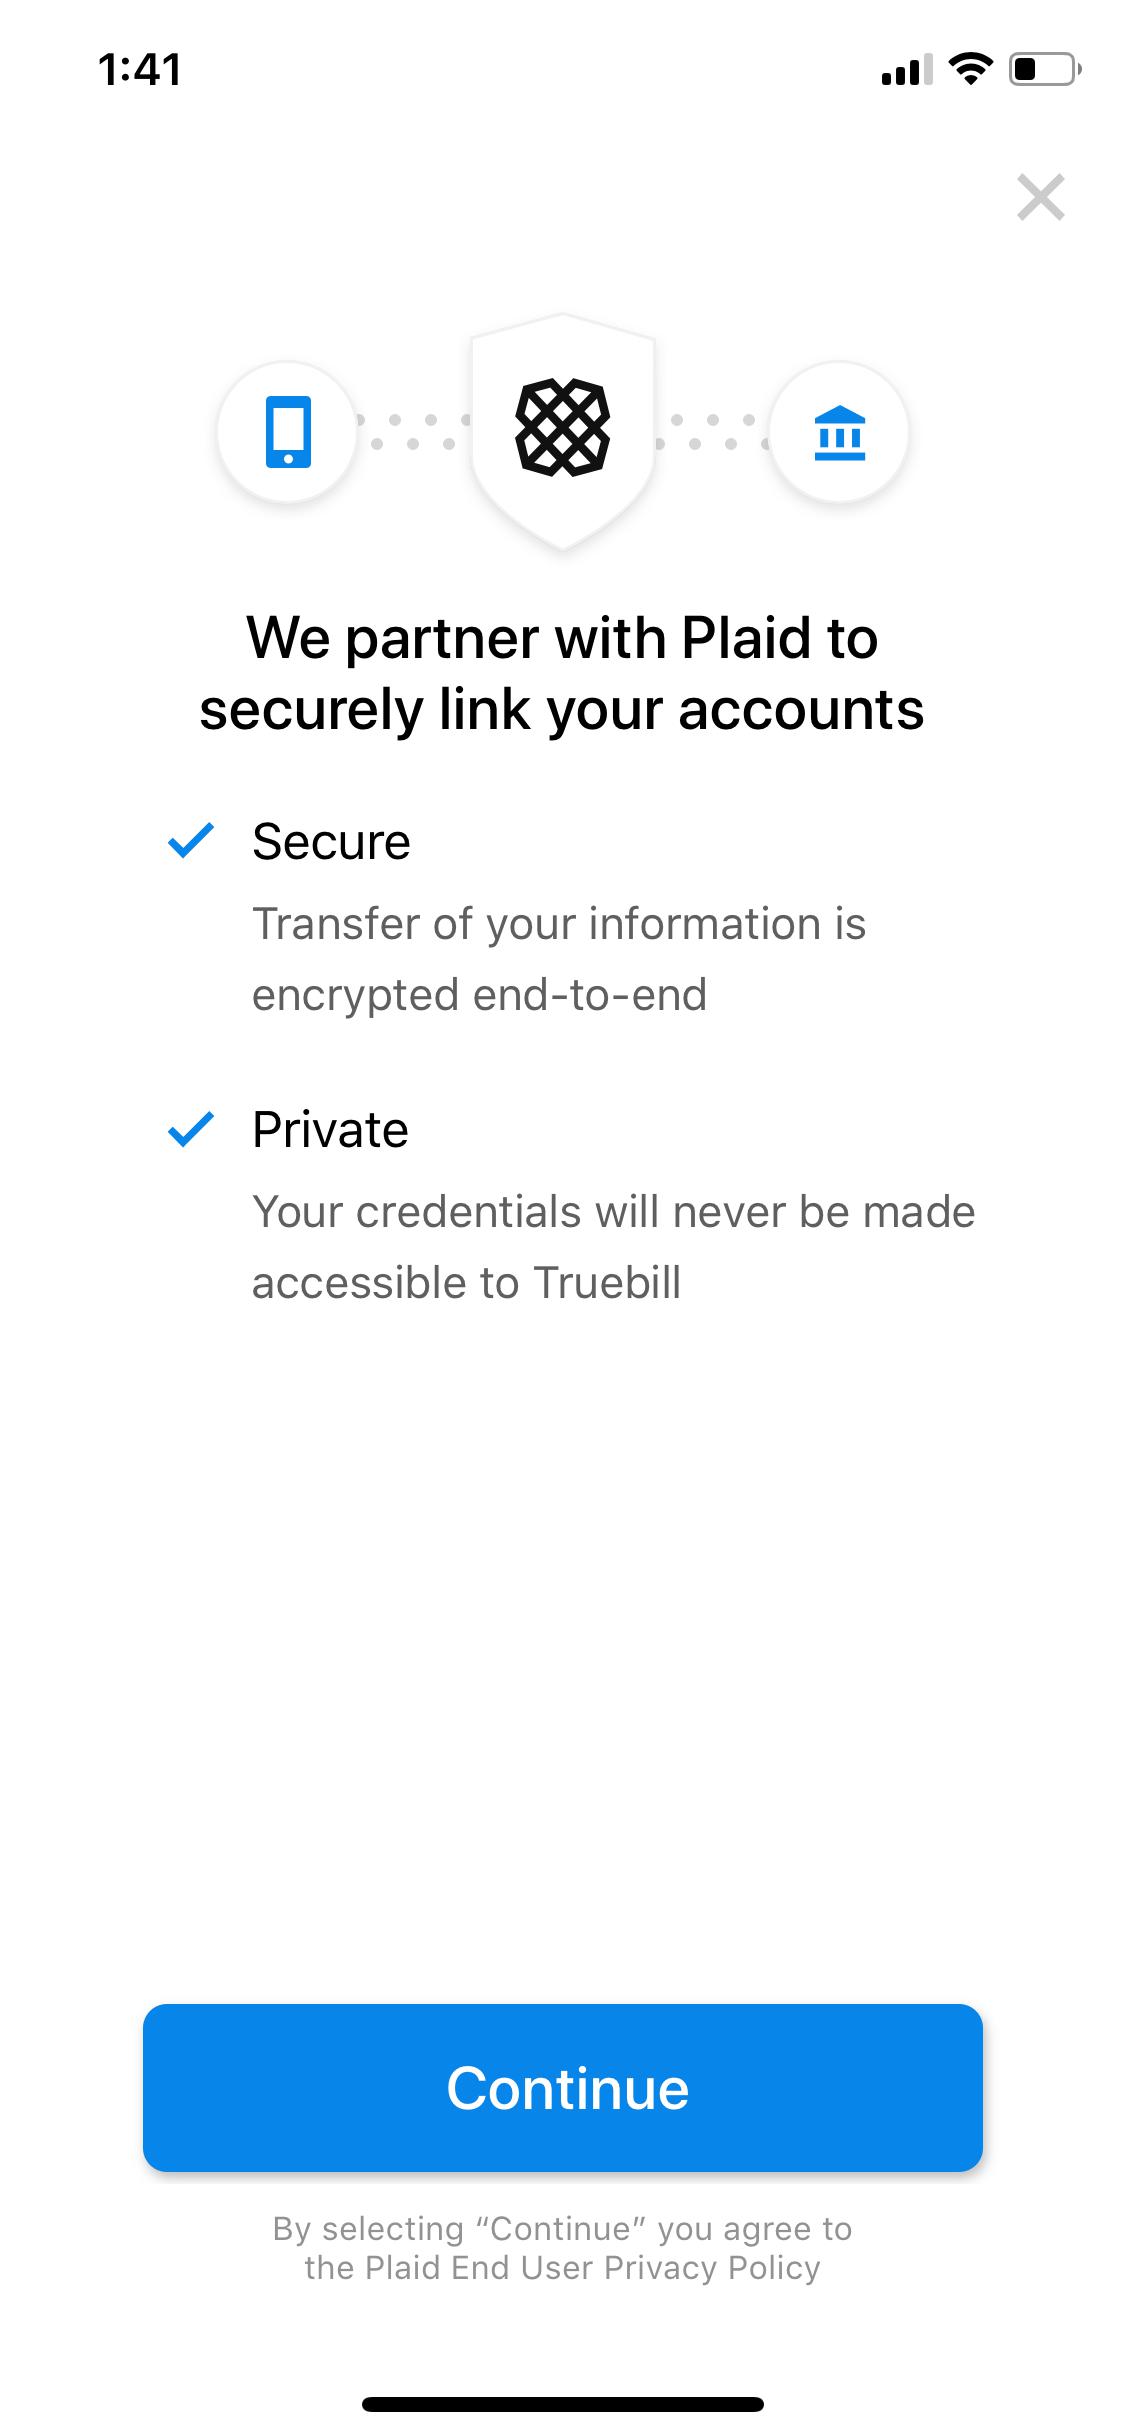 1:41
We partner with Plaid to
securely link your accounts
Secure
Transfer of your information is
encrypted end-to-end
Private
Your credentials will never be made
accessible to Truebill
Continue
By selecting “Continue” you agree to
the Plaid End User Privacy Policy